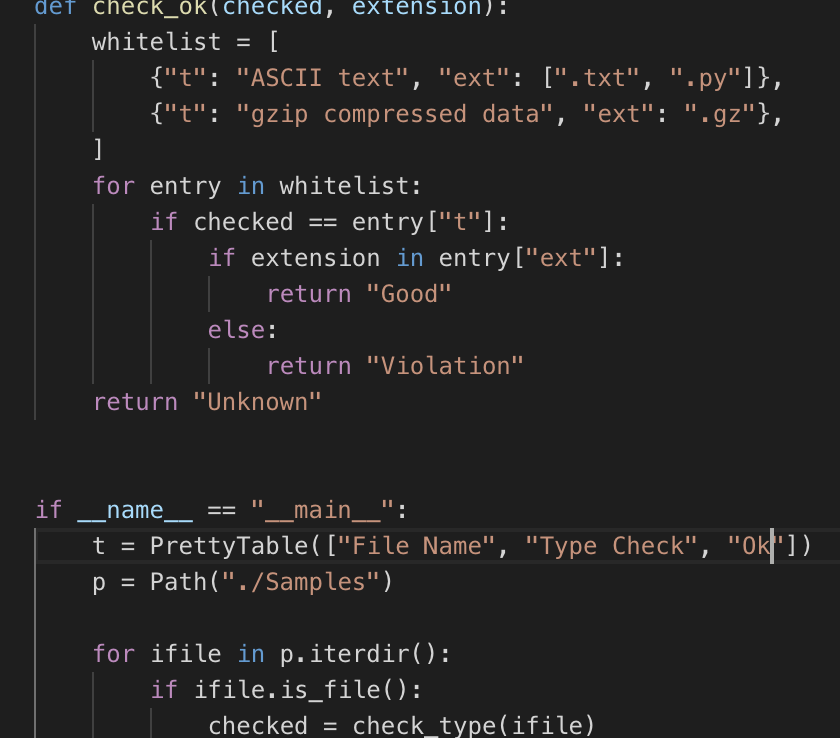 def check_ok(checked, extension):
whitelist = [
{"t": "ASCII text", "ext": [".txt", ".py"]},
{"t": "gzip compressed data", "ext": ".gz"},
]
for entry in whitelist:
if checked == entry["t"]:
if extension in entry["ext"]:
return "Good"
else:
return "Violation"
return "Unknown"
if __name__ == "__main__":
t = PrettyTable(["File Name", "Type Check", "Ok"])
p = Path("./Samples")
for ifile in p.iterdir():
if ifile.is_file():
checked = check_type(ifile)